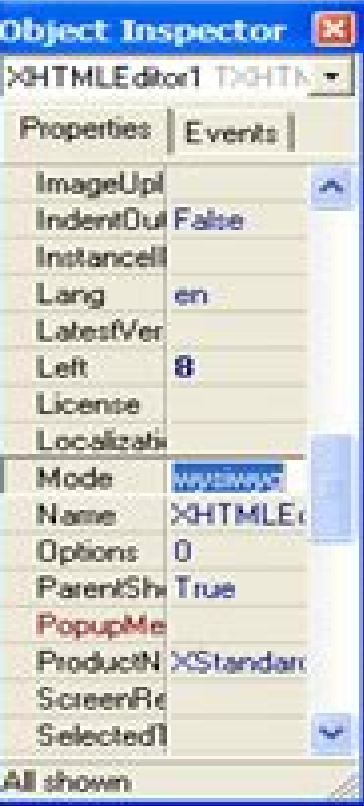 Object Inspector
XHTMLEditor1 TXHTM
Properties Events
ImageUpl
IndentOut False
InstanceI
Lang en
LatestVer
Left 8
License
Localizati
Mode wysiwyg
Name XHTMLE
Options 0
ParentSh True
PopupMe
ProductN XStandar
ScreenRe
SelectedT
All shown